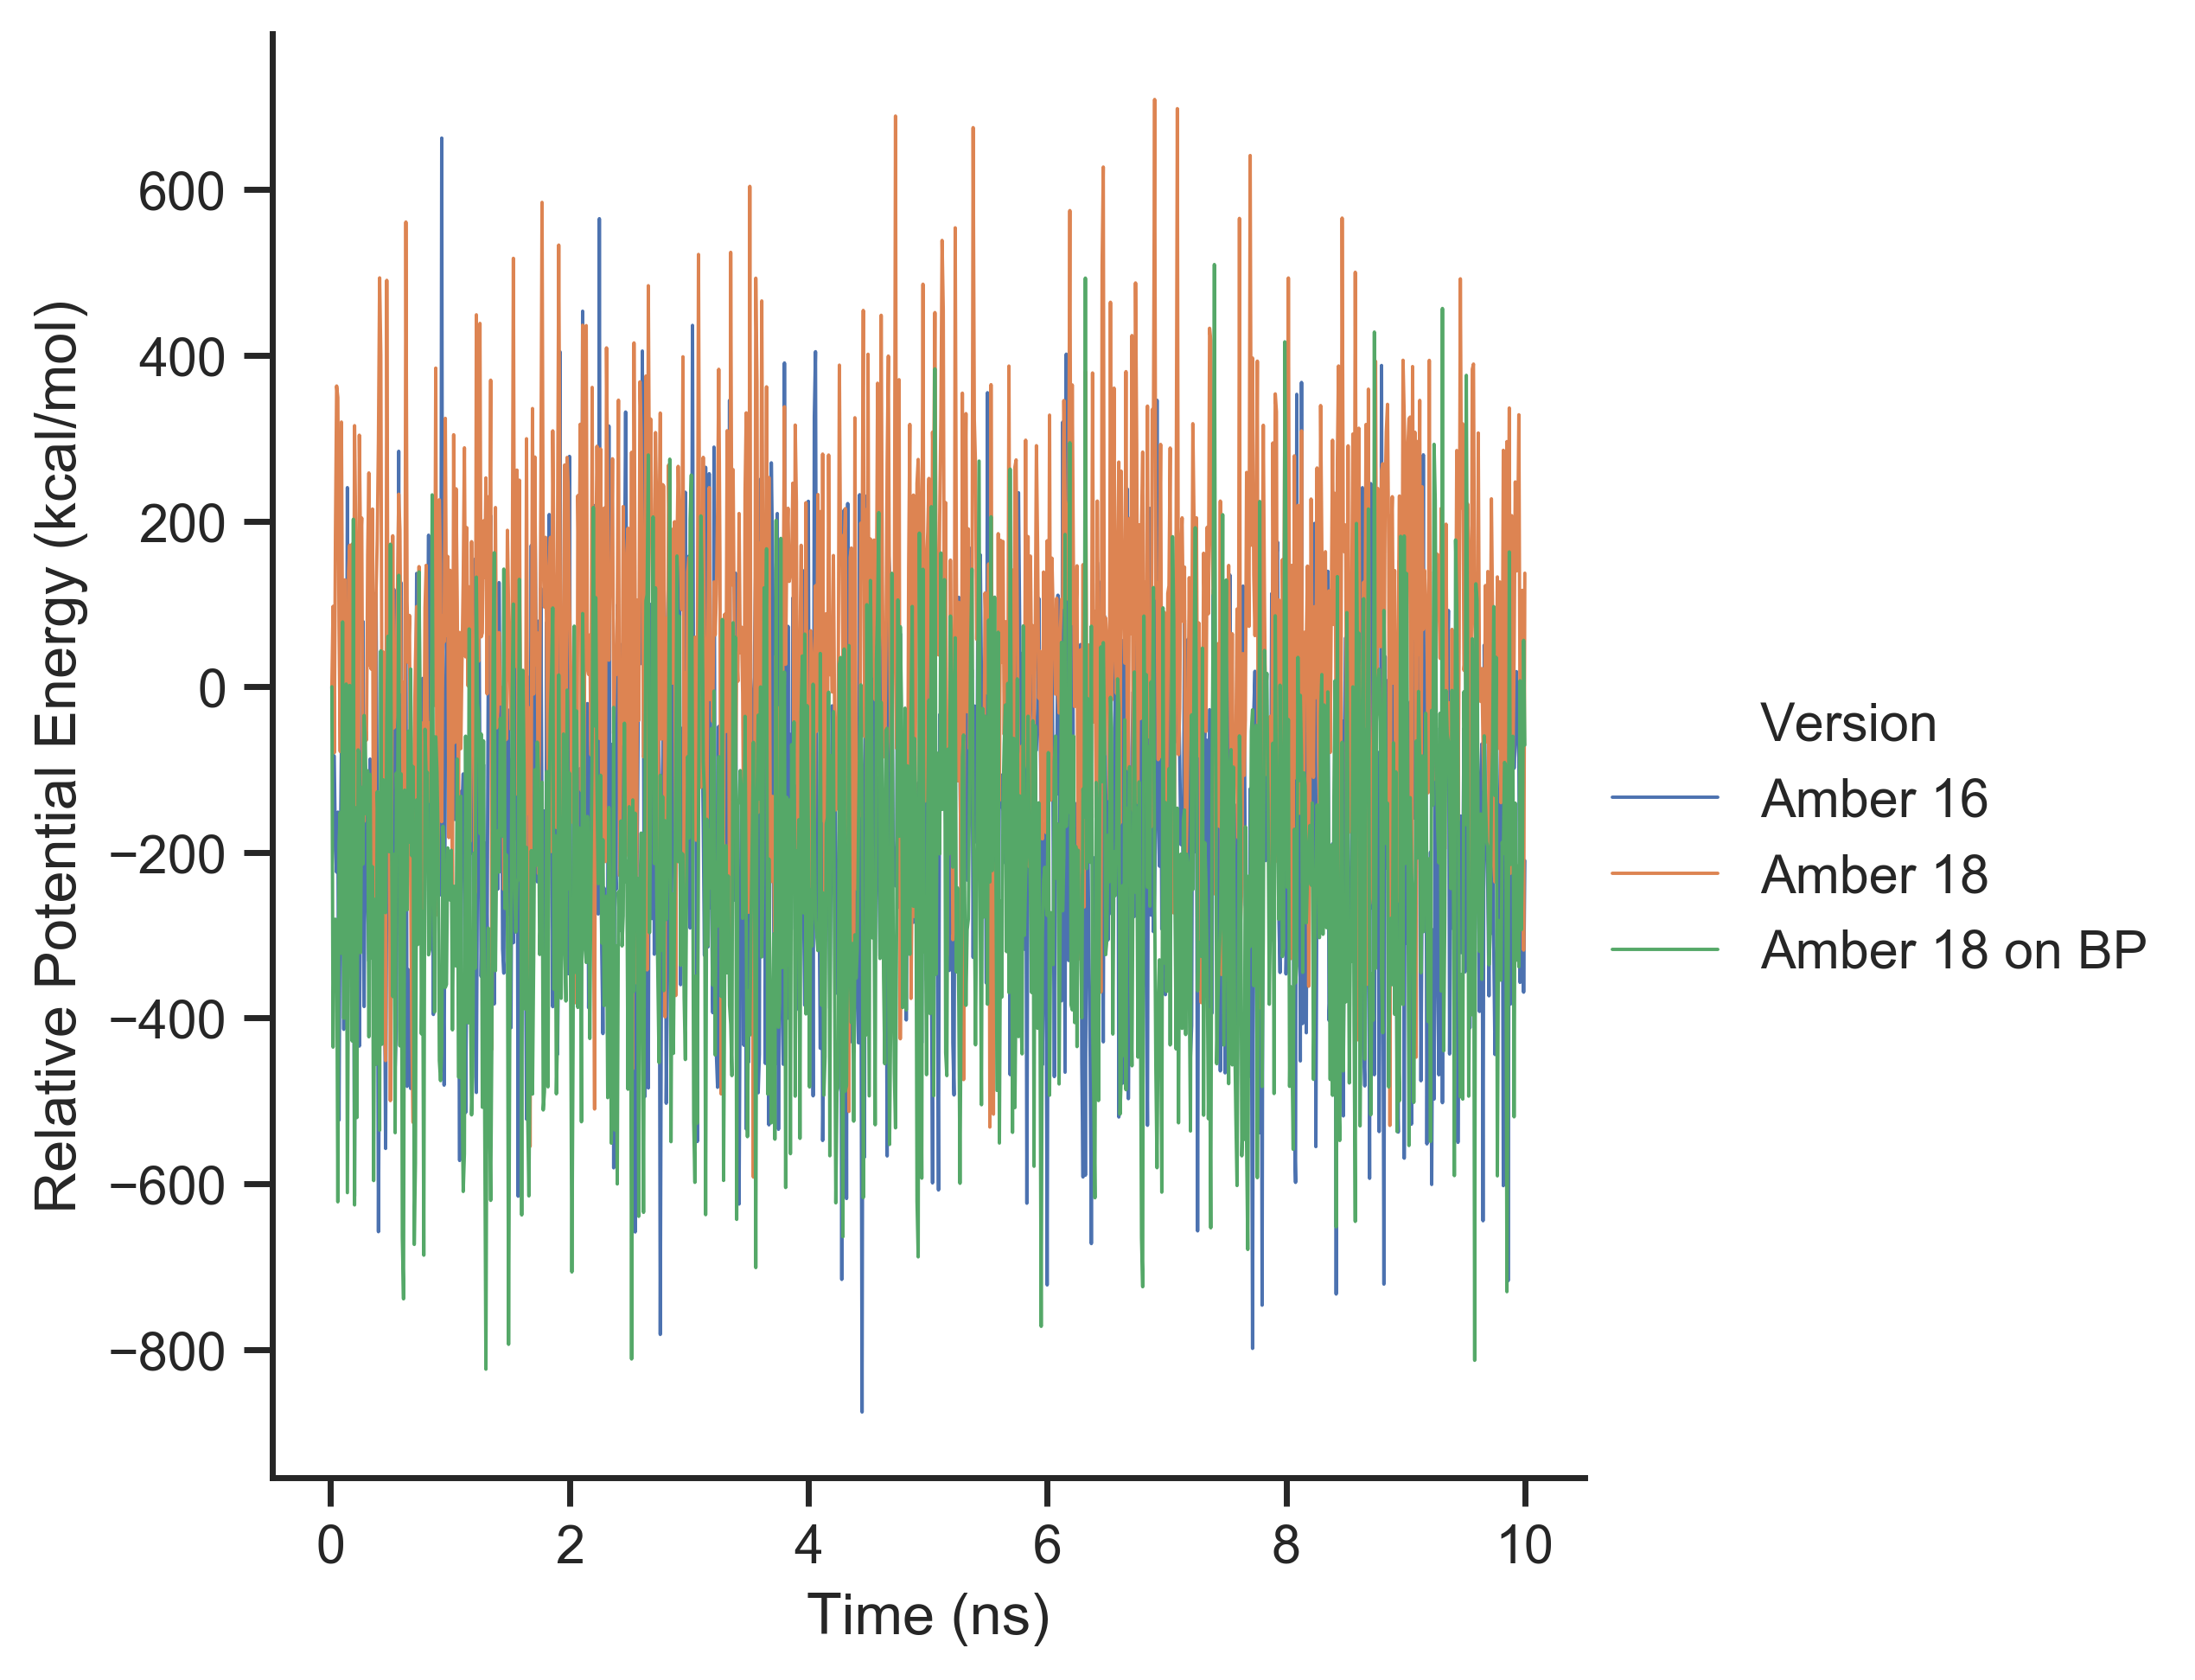 Relative Potential Energy (kcal/mol)
600
400
200
0
−200
−400
−600
−800
0 2 4 6 8 10
Time (ns)
Version
Amber 16
Amber 18
Amber 18 on BP